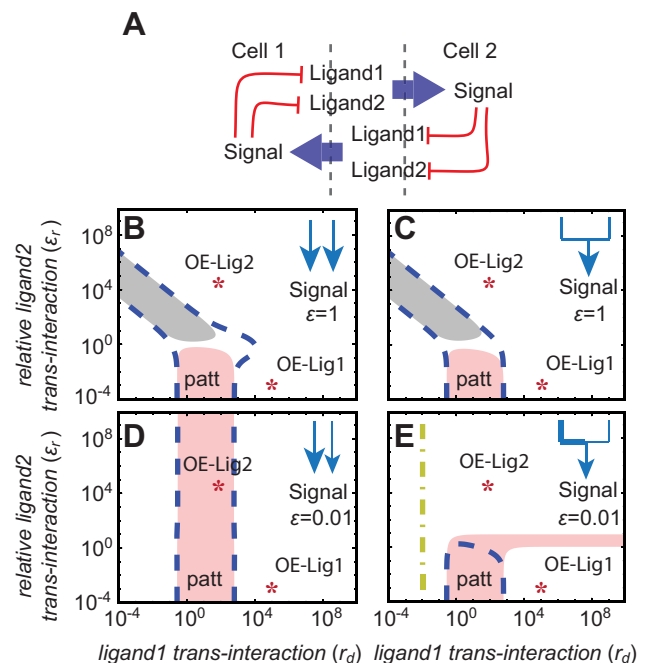 A
Cell 1 Cell 2
Ligand1
Ligand2
Signal
Ligand1
Signal
Ligand2
relative ligand2
trans-interaction (εr)
10^8
10^4
10^0
10^-4
B
OE-Lig2
*
Signal
ε=1
OE-Lig1
*
patt
C
OE-Lig2
*
Signal
ε=1
OE-Lig1
*
patt
relative ligand2
trans-interaction (εr)
10^8
10^4
10^0
10^-4
D
OE-Lig2
*
Signal
ε=0.01
OE-Lig1
*
patt
E
OE-Lig2
*
Signal
ε=0.01
OE-Lig1
*
patt
10^-4 10^0 10^4 10^8 10^-4 10^0 10^4 10^8
ligand1 trans-interaction (rd) ligand1 trans-interaction (rd)